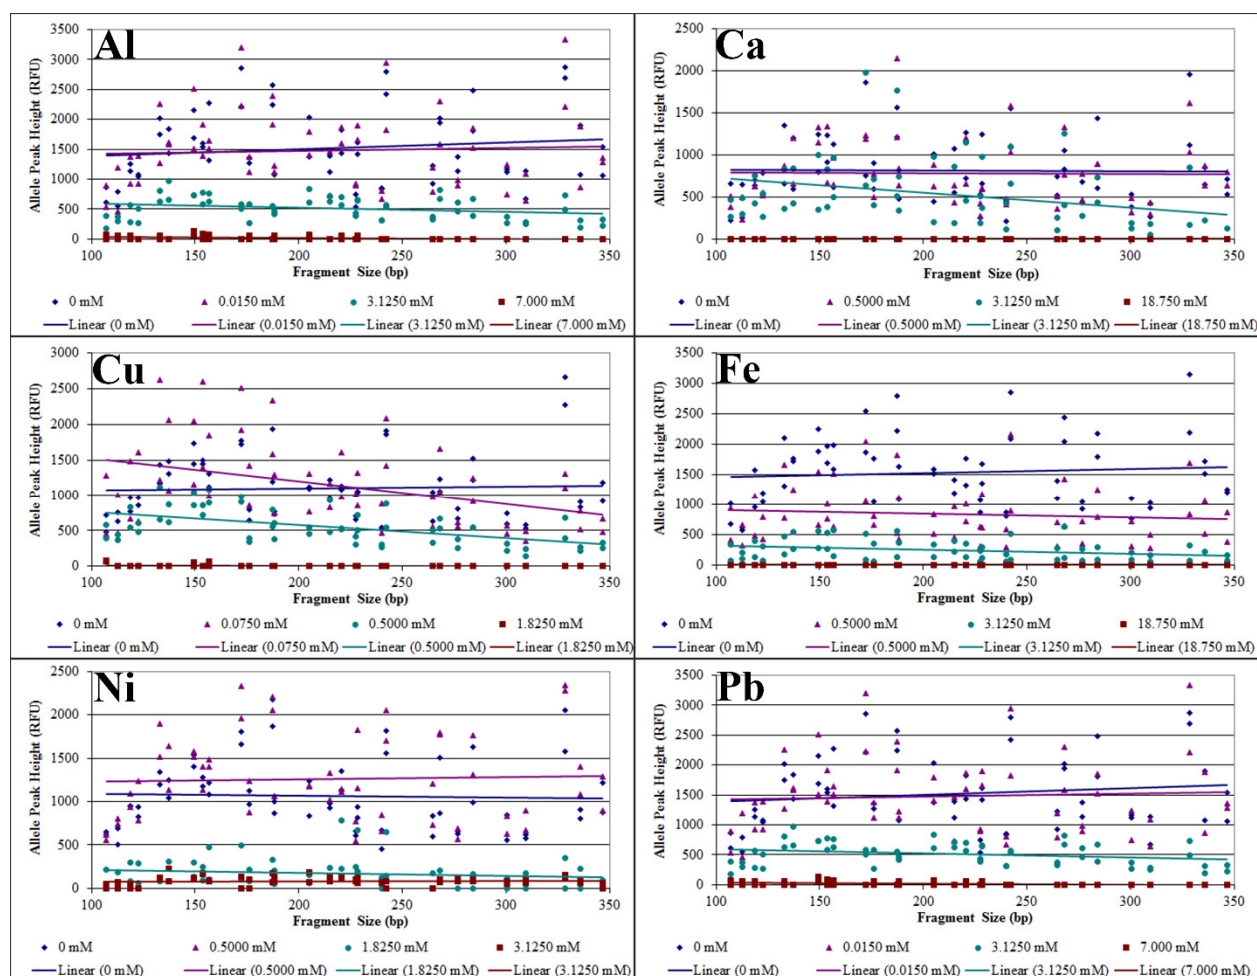 Al
Allele Peak Height (RFU)
3500
3000
2500
2000
1500
1000
500
0
100 150 200 250 300 350
Fragment Size (bp)
0 mM 0.0150 mM 3.1250 mM 7.000 mM
Linear (0 mM) Linear (0.0150 mM) Linear (3.1250 mM) Linear (7.000 mM)
Ca
Allele Peak Height (RFU)
2500
2000
1500
1000
500
0
100 150 200 250 300 350
Fragment Size (bp)
0 mM 0.5000 mM 3.1250 mM 18.750 mM
Linear (0 mM) Linear (0.5000 mM) Linear (3.1250 mM) Linear (18.750 mM)
Cu
Allele Peak Height (RFU)
3000
2500
2000
1500
1000
500
0
100 150 200 250 300 350
Fragment Size (bp)
0 mM 0.0750 mM 0.5000 mM 1.8250 mM
Linear (0 mM) Linear (0.0750 mM) Linear (0.5000 mM) Linear (1.8250 mM)
Fe
Allele Peak Height (RFU)
3500
3000
2500
2000
1500
1000
500
0
100 150 200 250 300 350
Fragment Size (bp)
0 mM 0.5000 mM 3.1250 mM 18.750 mM
Linear (0 mM) Linear (0.5000 mM) Linear (3.1250 mM) Linear (18.750 mM)
Ni
Allele Peak Height (RFU)
2500
2000
1500
1000
500
0
100 150 200 250 300 350
Fragment Size (bp)
0 mM 0.5000 mM 1.8250 mM 3.1250 mM
Linear (0 mM) Linear (0.5000 mM) Linear (1.8250 mM) Linear (3.1250 mM)
Pb
Allele Peak Height (RFU)
3500
3000
2500
2000
1500
1000
500
0
100 150 200 250 300 350
Fragment Size (bp)
0 mM 0.0150 mM 3.1250 mM 7.000 mM
Linear (0 mM) Linear (0.0150 mM) Linear (3.1250 mM) Linear (7.000 mM)